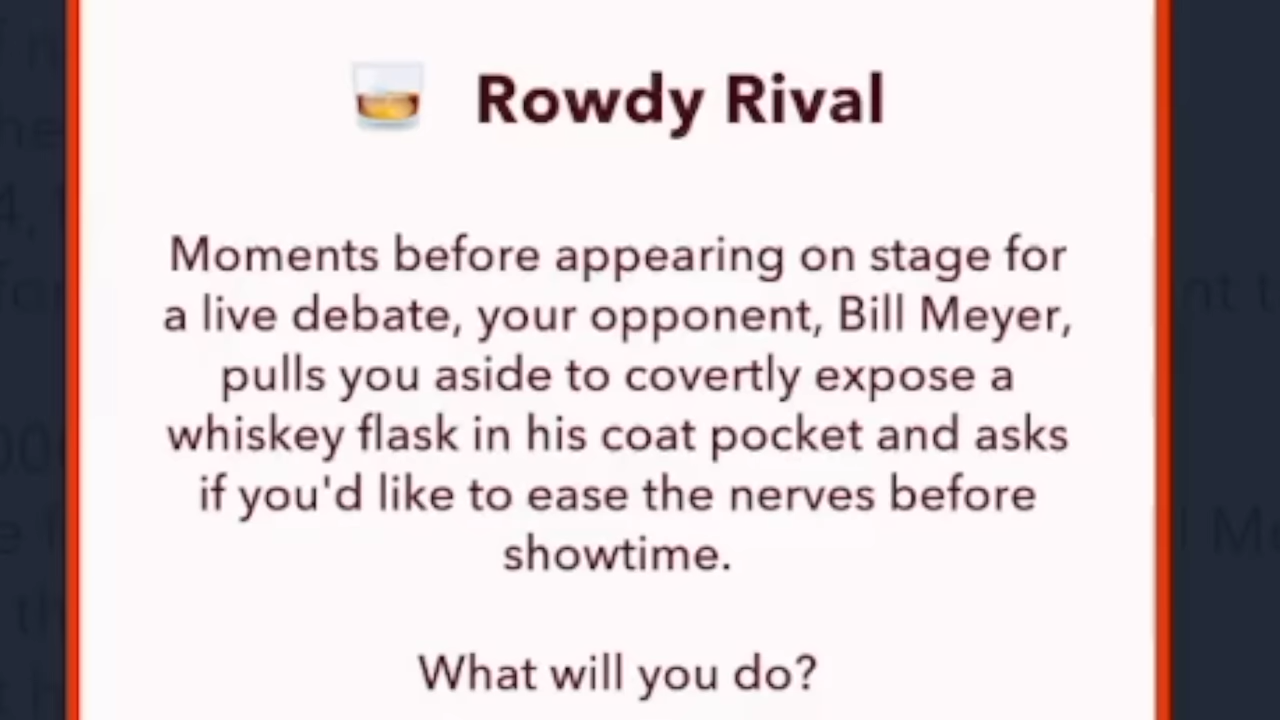 Rowdy Rival
Moments before appearing on stage for
a live debate, your opponent, Bill Meyer,
pulls you aside to covertly expose a
whiskey flask in his coat pocket and asks
if you'd like to ease the nerves before
showtime.
What will you do?